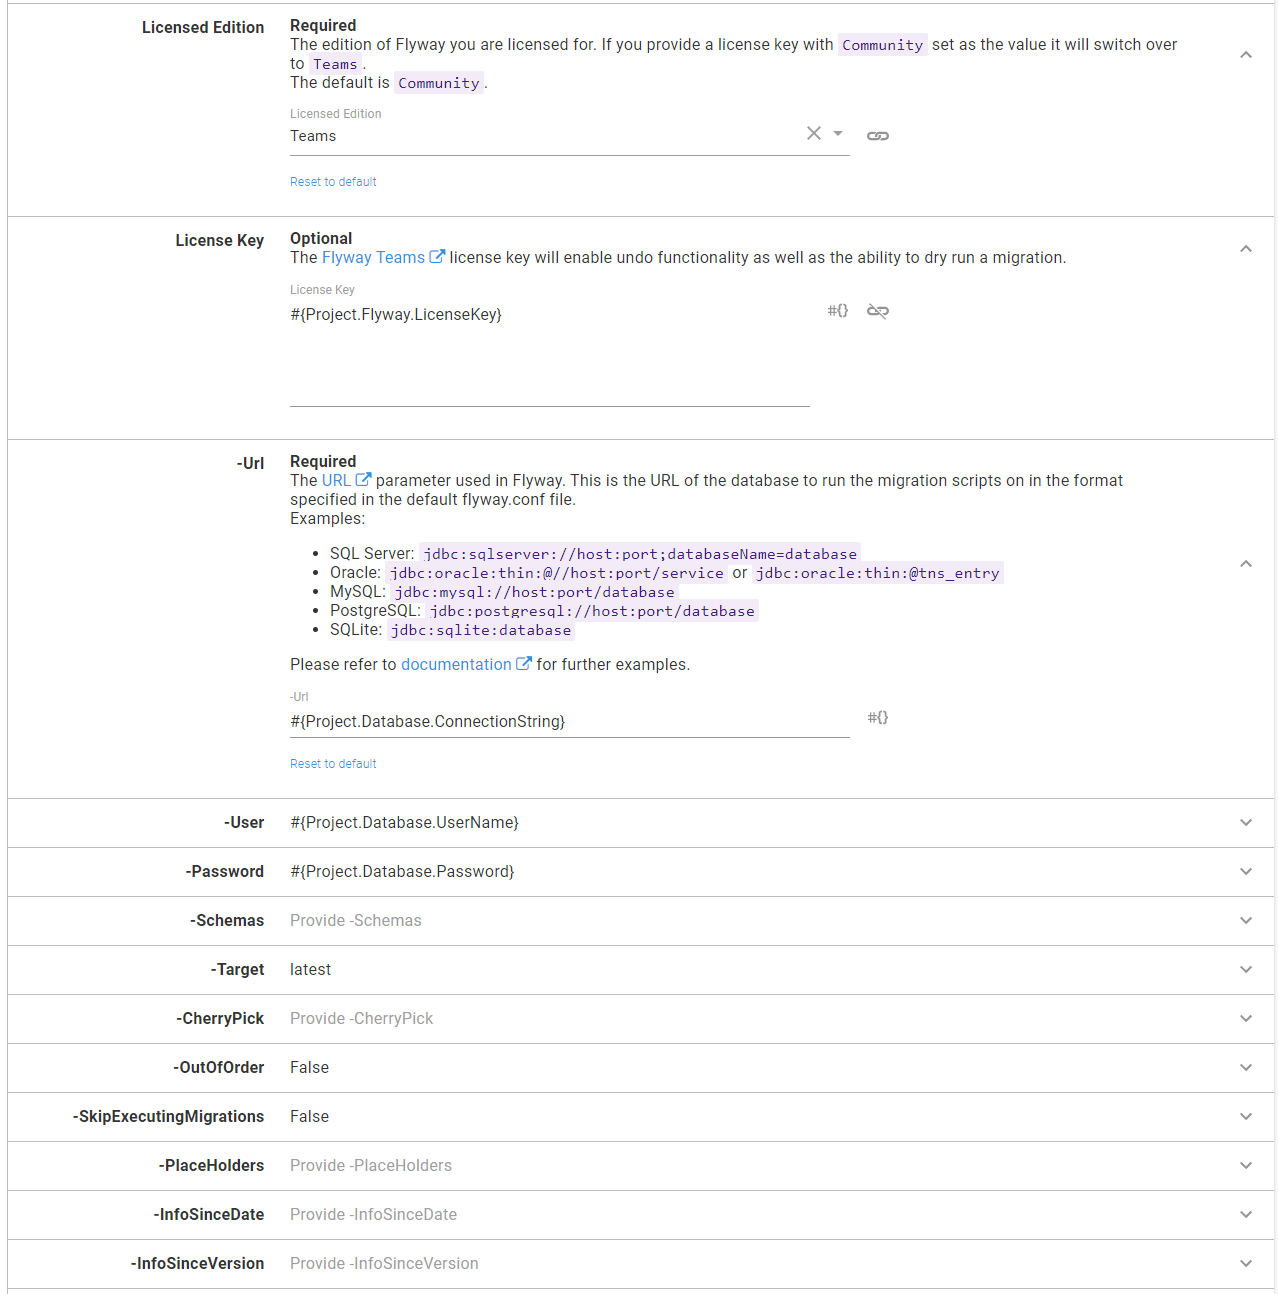 Licensed Edition
Required
The edition of Flyway you are licensed for. If you provide a license key with Community set as the value it will switch over
to Teams.
The default is Community.
Licensed Edition
Teams
Reset to default
License Key
Optional
The Flyway Teams license key will enable undo functionality as well as the ability to dry run a migration.
License Key
#{Project.Flyway.LicenseKey}
#{}
-Url
Required
The URL parameter used in Flyway. This is the URL of the database to run the migration scripts on in the format
specified in the default flyway.conf file.
Examples:
• SQL Server: jdbc:sqlserver://host:port;databaseName=database
• Oracle: jdbc:oracle:thin:@//host:port/service or jdbc:oracle:thin:@tns_entry
• MySQL: jdbc:mysql://host:port/database
• PostgreSQL: jdbc:postgresql://host:port/database
• SQLite: jdbc:sqlite:database
Please refer to documentation for further examples.
-Url
#{Project.Database.ConnectionString}
#{}
Reset to default
-User #{Project.Database.UserName}
-Password #{Project.Database.Password}
-Schemas Provide -Schemas
-Target latest
-CherryPick Provide -CherryPick
-OutOfOrder False
-SkipExecutingMigrations False
-PlaceHolders Provide -PlaceHolders
-InfoSinceDate Provide -InfoSinceDate
-InfoSinceVersion Provide -InfoSinceVersion